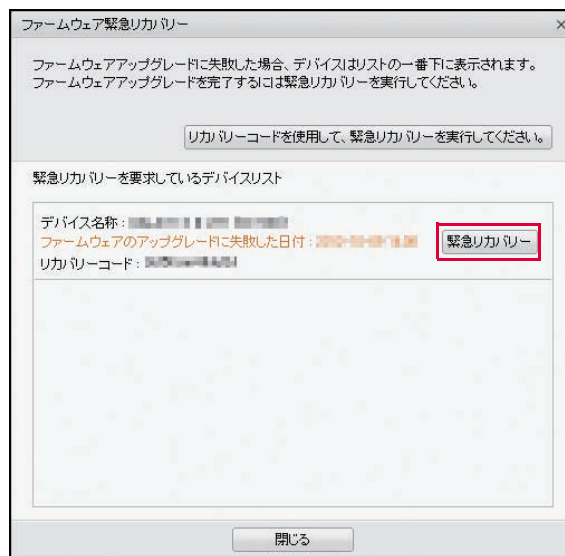 ファームウェア緊急リカバリー
ファームウェアアップグレードに失敗した場合、デバイスはリストの一番下に表示されます。
ファームウェアアップグレードを完了するには緊急リカバリーを実行してください。
リカバリーコードを使用して、緊急リカバリーを実行してください。
緊急リカバリーを要求しているデバイスリスト
デバイス名称:
ファームウェアのアップグレードに失敗した日付:
緊急リカバリー
リカバリーコード:
閉じる